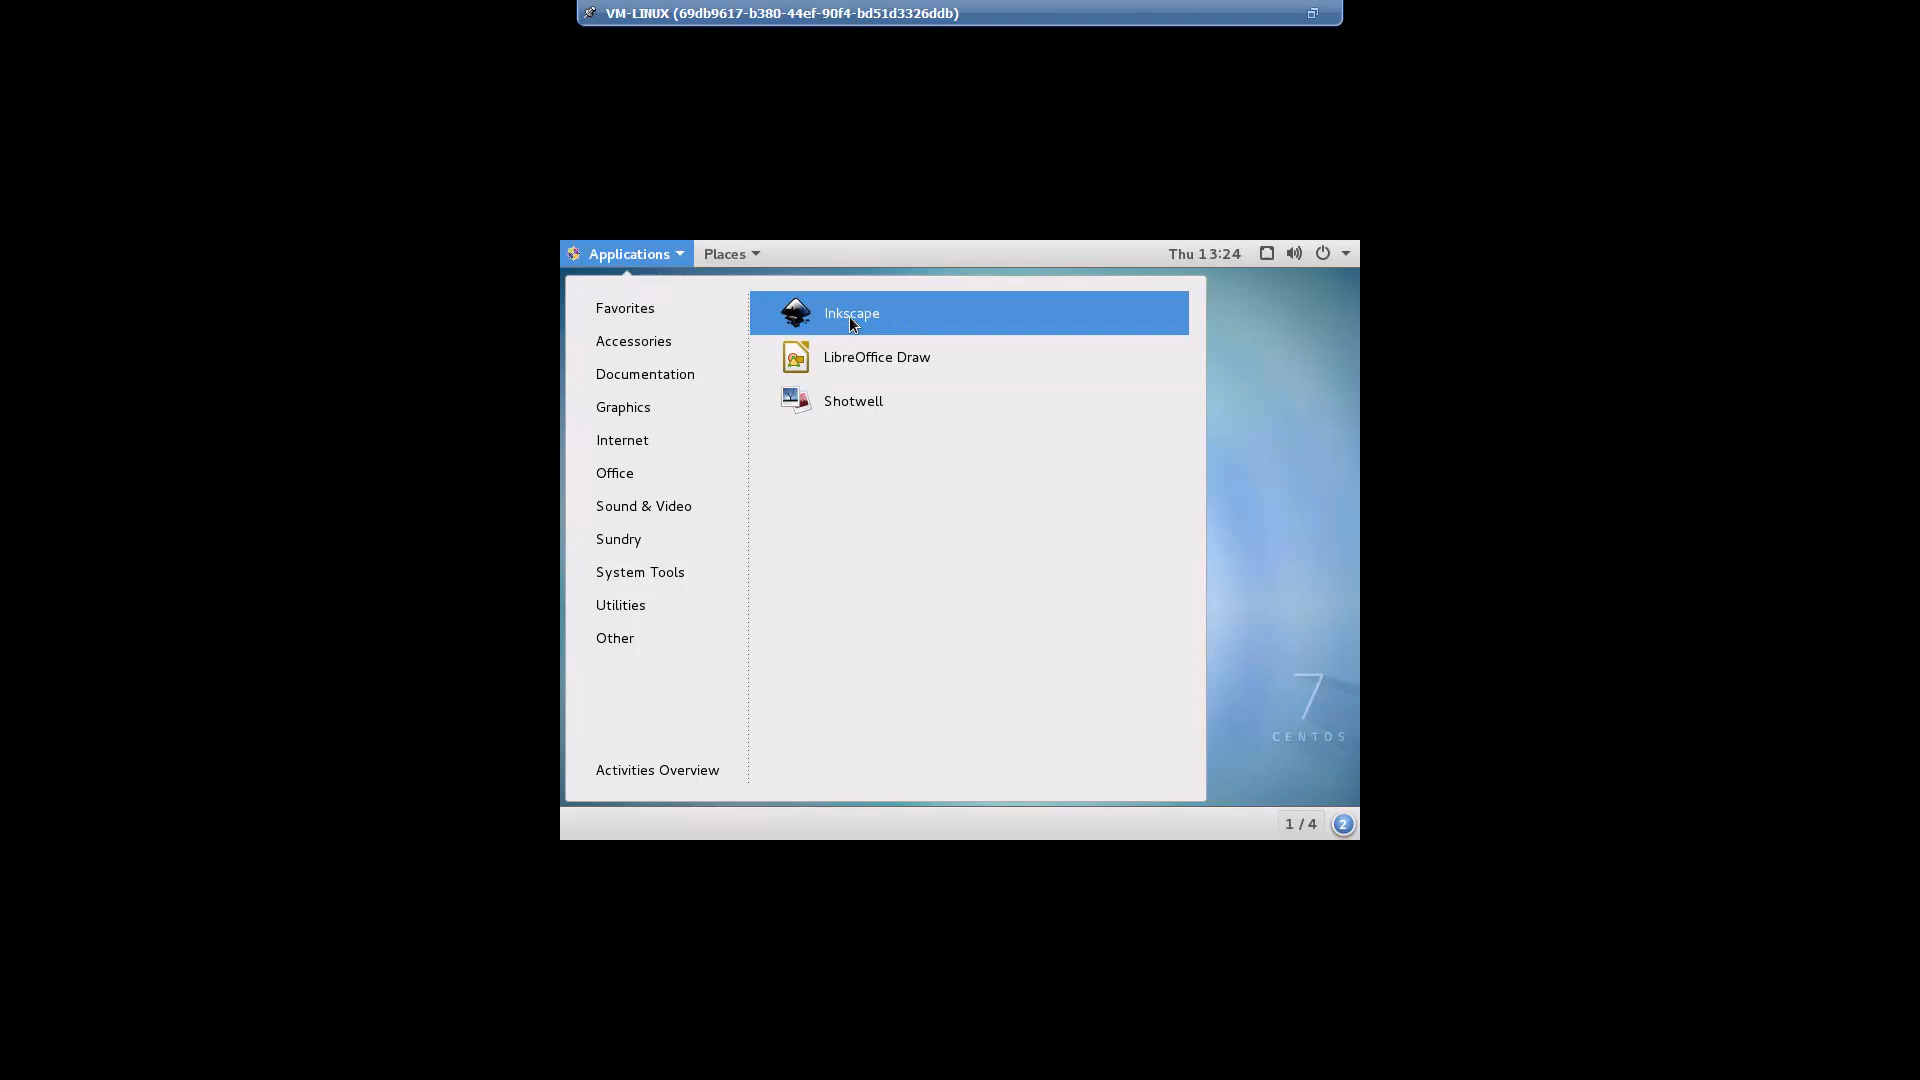 VM-LINUX (69db9617-b380-44ef-90f4-bd51d3326ddb)
Applications Places Thu 13:24
Favorites
Accessories
Documentation
Graphics
Internet
Office
Sound & Video
Sundry
System Tools
Utilities
Other
Activities Overview
Inkscape
LibreOffice Draw
Shotwell
7
CENTOS
1 / 4 2